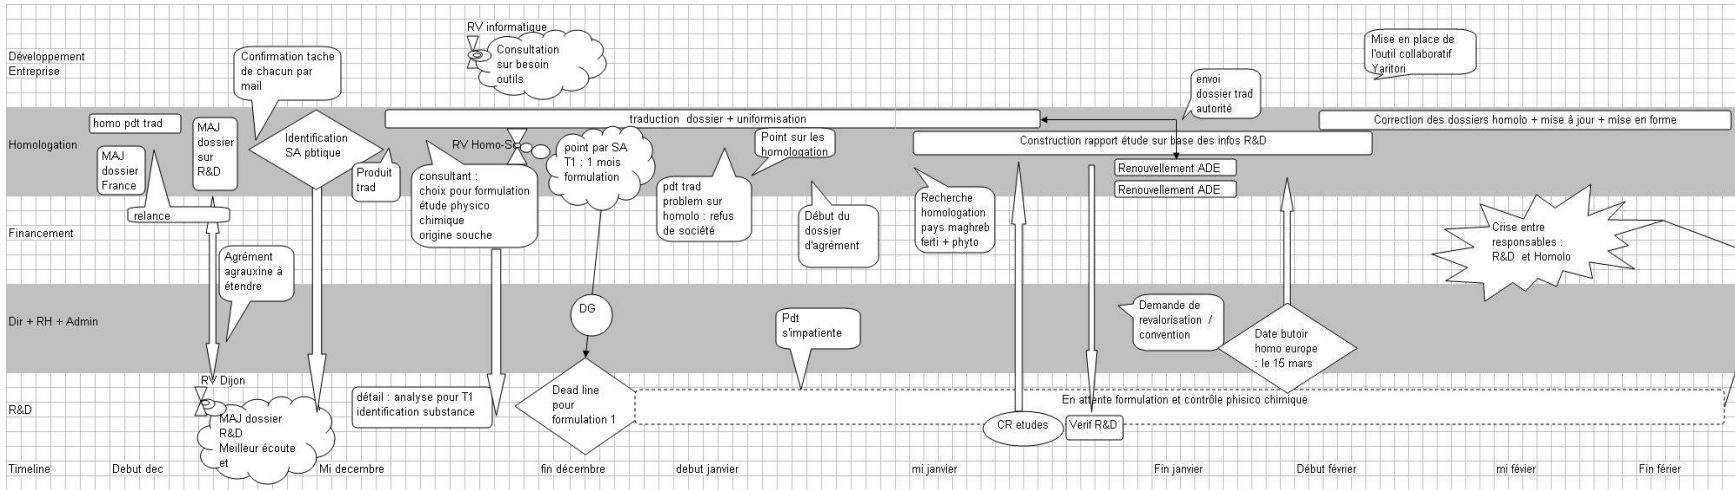 RV informatique
Développement
Entreprise
Confirmation tache
de chacun par
mail
Consultation
sur besoin
outils
Mise en place de
l'outil collaboratif
Yaritori
envoi
dossier trad
autorité
Homologation
homo pdt trad
MAJ
dossier
sur
R&D
MAJ
dossier
France
relance
Identification
SA pbtique
Produit
trad
traduction dossier + uniformisation
RV Homo-S
consultant :
choix pour formulation
étude physico
chimique
origine souche
point par SA
T1 : 1 mois
formulation
Point sur les
homologation
pdt trad
problem sur
homolo : refus
de société
Construction rapport étude sur base des infos R&D
Renouvellement ADE
Renouvellement ADE
Correction des dossiers homolo + mise à jour + mise en forme
Financement
Agrément
agrauxine à
étendre
Début du
dossier
d'agrément
Recherche
homologation
pays maghreb
ferti + phyto
Crise entre
responsables :
R&D et Homolo
Dir + RH + Admin
DG
Pdt
s'impatiente
Demande de
revalorisation /
convention
Date butoir
homo europe
: le 15 mars
R&D
RV Dijon
MAJ dossier
R&D
Meilleur écoute
et
détail : analyse pour T1
identification substance
Dead line
pour
formulation 1
En attente formulation et contrôle phisico chimique
CR etudes
Verif R&D
Timeline
Debut dec
Mi decembre
fin décembre
debut janvier
mi janvier
Fin janvier
Début février
mi févier
Fin férier